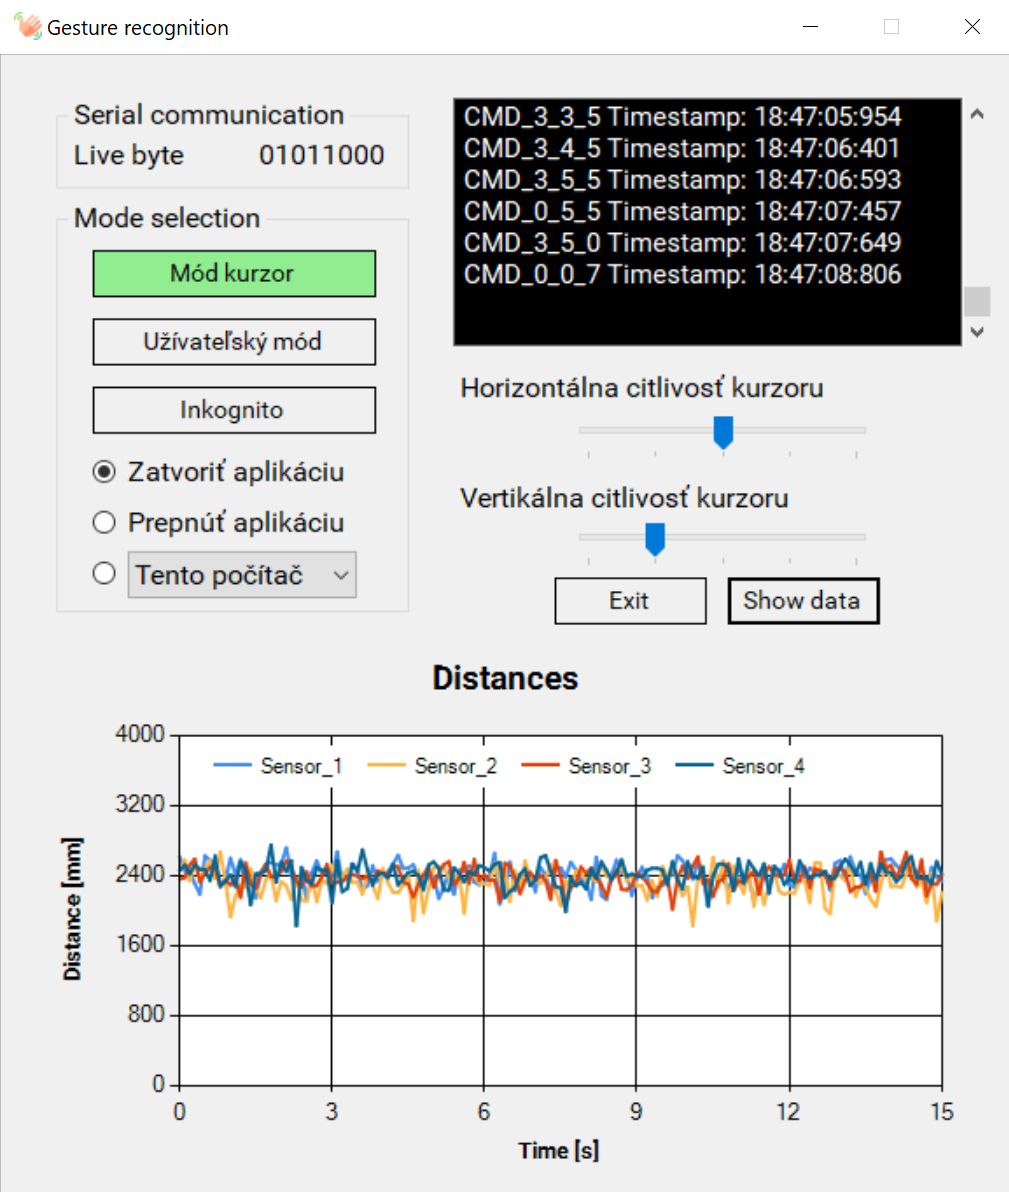 Gesture recognition
Serial communication
Live byte 01011000
Mode selection
Mód kurzor
Užívateľský mód
Inkognito
Zatvoriť aplikáciu
Prepnúť aplikáciu
Tento počítač
CMD_3_3_5 Timestamp: 18:47:05:954
CMD_3_4_5 Timestamp: 18:47:06:401
CMD_3_5_5 Timestamp: 18:47:06:593
CMD_0_5_5 Timestamp: 18:47:07:457
CMD_3_5_0 Timestamp: 18:47:07:649
CMD_0_0_7 Timestamp: 18:47:08:806
Horizontálna citlivosť kurzoru
Vertikálna citlivosť kurzoru
Exit Show data
Distances
Sensor_1 Sensor_2 Sensor_3 Sensor_4
4000
3200
2400
1600
800
0
Distance [mm]
0 3 6 9 12 15
Time [s]